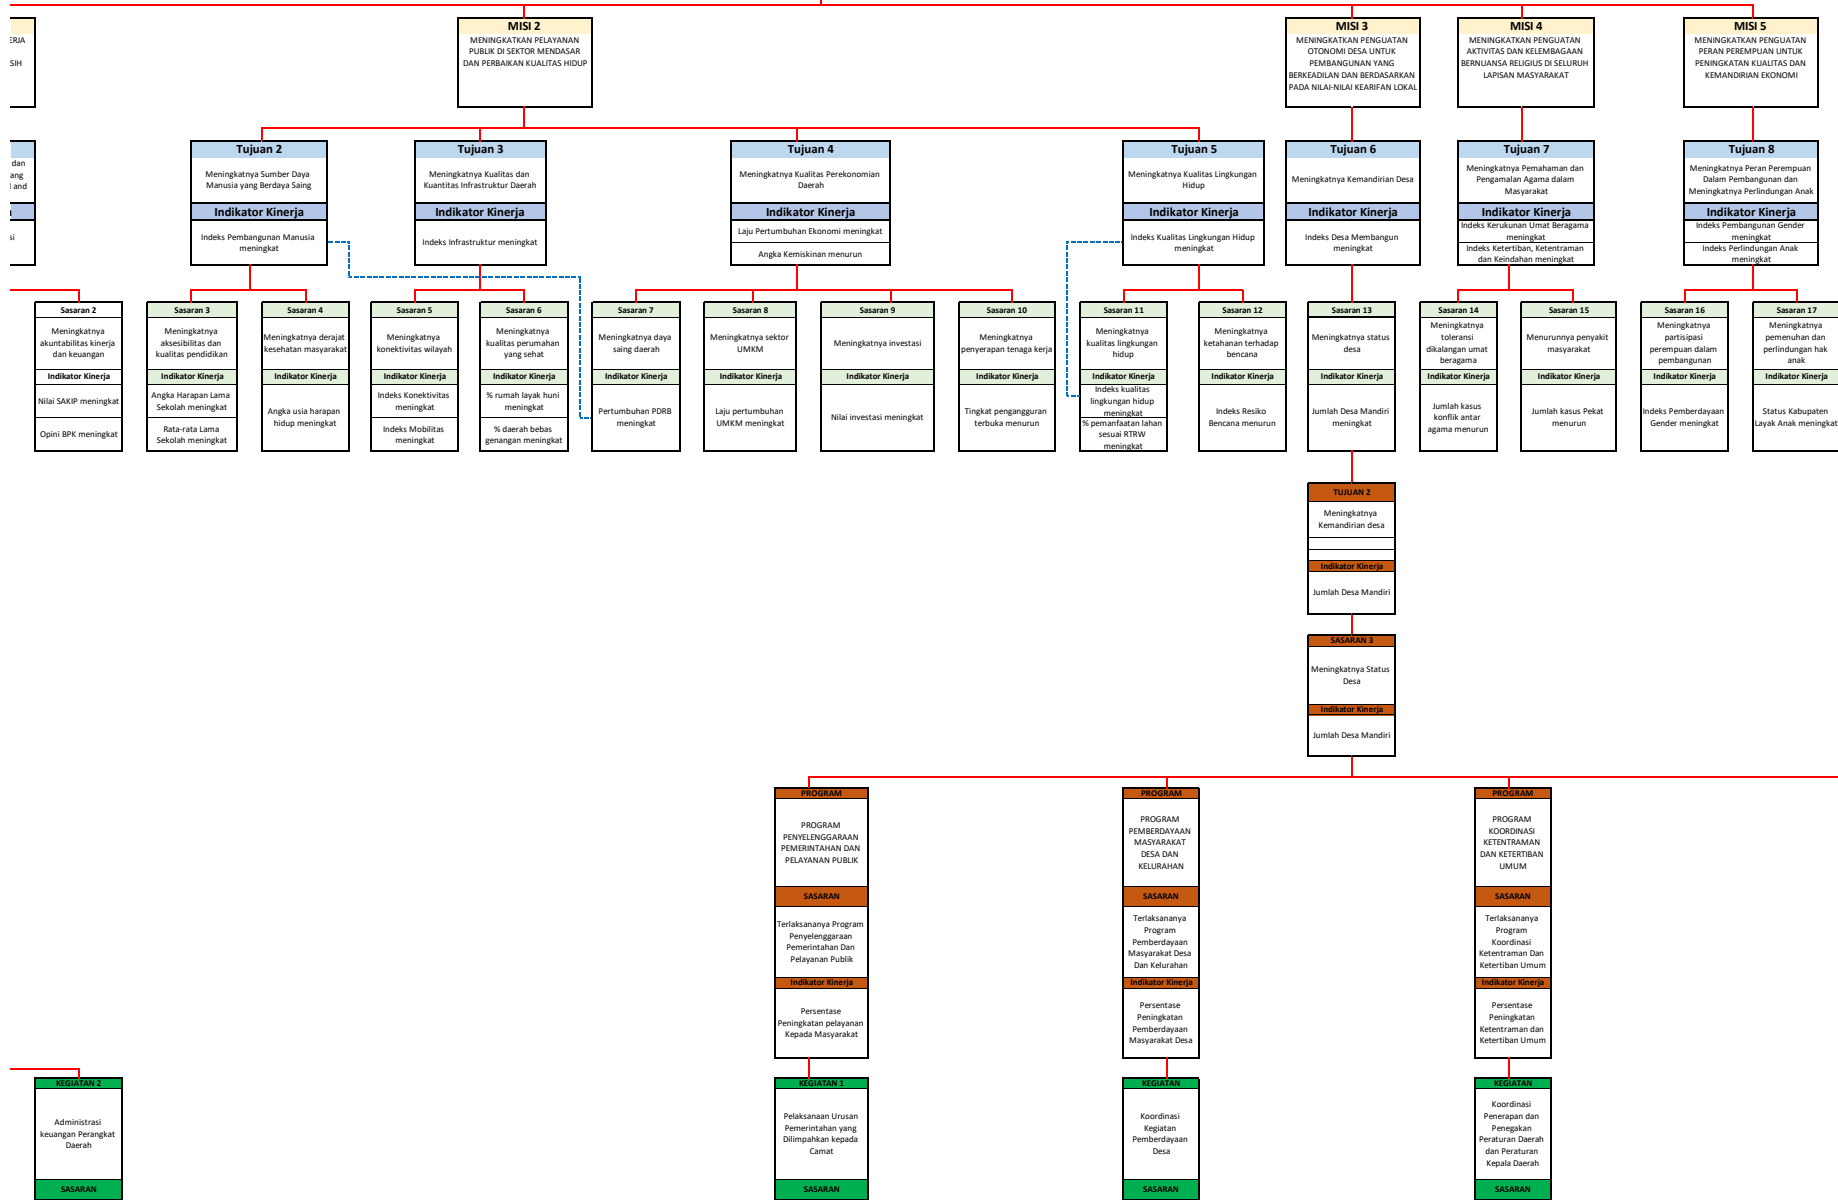 ERJA
SIH
MISI 2
MENINGKATKAN PELAYANAN
PUBLIK DI SEKTOR MENDASAR
DAN PERBAIKAN KUALITAS HIDUP
MISI 3
MENINGKATKAN PENGUATAN
OTONOMI DESA UNTUK
PEMBANGUNAN YANG
BERKEADILAN DAN BERDASARKAN
PADA NILAI-NILAI KEARIFAN LOKAL
MISI 4
MENINGKATKAN PENGUATAN
AKTIVITAS DAN KELEMBAGAAN
BERNUANSA RELIGIUS DI SELURUH
LAPISAN MASYARAKAT
MISI 5
MENINGKATKAN PENGUATAN
PERAN PEREMPUAN UNTUK
PENINGKATAN KUALITAS DAN
KEMANDIRIAN EKONOMI
dan
ang
l and
si
Tujuan 2
Meningkatnya Sumber Daya
Manusia yang Berdaya Saing
Indikator Kinerja
Indeks Pembangunan Manusia
meningkat
Tujuan 3
Meningkatnya Kualitas dan
Kuantitas Infrastruktur Daerah
Indikator Kinerja
Indeks Infrastruktur meningkat
Tujuan 4
Meningkatnya Kualitas Perekonomian
Daerah
Indikator Kinerja
Laju Pertumbuhan Ekonomi meningkat
Angka Kemiskinan menurun
Tujuan 5
Meningkatnya Kualitas Lingkungan
Hidup
Indikator Kinerja
Indeks Kualitas Lingkungan Hidup
meningkat
Tujuan 6
Meningkatnya Kemandirian Desa
Indikator Kinerja
Indeks Desa Membangun
meningkat
Tujuan 7
Meningkatnya Pemahaman dan
Pengamalan Agama dalam
Masyarakat
Indikator Kinerja
Indeks Kerukunan Umat Beragama
meningkat
Indeks Ketertiban, Ketentraman
dan Keindahan meningkat
Tujuan 8
Meningkatnya Peran Perempuan
Dalam Pembangunan dan
Meningkatnya Perlindungan Anak
Indikator Kinerja
Indeks Pembangunan Gender
meningkat
Indeks Perlindungan Anak
meningkat
Sasaran 2
Meningkatnya
akuntabilitas kinerja
dan keuangan
Indikator Kinerja
Nilai SAKIP meningkat
Opini BPK meningkat
Sasaran 3
Meningkatnya
aksesibilitas dan
kualitas pendidikan
Indikator Kinerja
Angka Harapan Lama
Sekolah meningkat
Rata-rata Lama
Sekolah meningkat
Sasaran 4
Meningkatnya derajat
kesehatan masyarakat
Indikator Kinerja
Angka usia harapan
hidup meningkat
Sasaran 5
Meningkatnya
konektivitas wilayah
Indikator Kinerja
Indeks Konektivitas
meningkat
Indeks Mobilitas
meningkat
Sasaran 6
Meningkatnya
kualitas perumahan
yang sehat
Indikator Kinerja
% rumah layak huni
meningkat
% daerah bebas
genangan meningkat
Sasaran 7
Meningkatnya daya
saing daerah
Indikator Kinerja
Pertumbuhan PDRB
meningkat
Sasaran 8
Meningkatnya sektor
UMKM
Indikator Kinerja
Laju pertumbuhan
UMKM meningkat
Sasaran 9
Meningkatnya investasi
Indikator Kinerja
Nilai investasi meningkat
Sasaran 10
Meningkatnya
penyerapan tenaga kerja
Indikator Kinerja
Tingkat pengangguran
terbuka menurun
Sasaran 11
Meningkatnya
kualitas lingkungan
hidup
Indikator Kinerja
Indeks kualitas
lingkungan hidup
meningkat
% pemanfaatan lahan
sesuai RTRW
meningkat
Sasaran 12
Meningkatnya
ketahanan terhadap
bencana
Indikator Kinerja
Indeks Resiko
Bencana menurun
Sasaran 13
Meningkatnya status
desa
Indikator Kinerja
Jumlah Desa Mandiri
meningkat
Sasaran 14
Meningkatnya
toleransi
dikalangan umat
beragama
Indikator Kinerja
Jumlah kasus
konflik antar
agama menurun
Sasaran 15
Menurunnya penyakit
masyarakat
Indikator Kinerja
Jumlah kasus Pekat
menurun
Sasaran 16
Meningkatnya
partisipasi
perempuan dalam
pembangunan
Indikator Kinerja
Indeks Pemberdayaan
Gender meningkat
Sasaran 17
Meningkatnya
pemenuhan dan
perlindungan hak
anak
Indikator Kinerja
Status Kabupaten
Layak Anak meningkat
TUJUAN 2
Meningkatnya
Kemandirian desa
Indikator Kinerja
Jumlah Desa Mandiri
SASARAN 3
Meningkatnya Status
Desa
Indikator Kinerja
Jumlah Desa Mandiri
PROGRAM
PROGRAM
PENYELENGGARAAN
PEMERINTAHAN DAN
PELAYANAN PUBLIK
SASARAN
Terlaksananya Program
Penyelenggaraan
Pemerintahan Dan
Pelayanan Publik
Indikator Kinerja
Persentase
Peningkatan pelayanan
Kepada Masyarakat
PROGRAM
PROGRAM
PEMBERDAYAAN
MASYARAKAT
DESA DAN
KELURAHAN
SASARAN
Terlaksananya
Program
Pemberdayaan
Masyarakat Desa
Dan Kelurahan
Indikator Kinerja
Persentase
Peningkatan
Pemberdayaan
Masyarakat Desa
PROGRAM
PROGRAM
KOORDINASI
KETENTRAMAN
DAN KETERTIBAN
UMUM
SASARAN
Terlaksananya
Program
Koordinasi
Ketentraman Dan
Ketertiban Umum
Indikator Kinerja
Persentase
Peningkatan
Ketentraman dan
Ketertiban Umum
KEGIATAN 2
Administrasi
keuangan Perangkat
Daerah
SASARAN
KEGIATAN 1
Pelaksanaan Urusan
Pemerintahan yang
Dilimpahkan kepada
Camat
SASARAN
KEGIATAN
Koordinasi
Kegiatan
Pemberdayaan
Desa
SASARAN
KEGIATAN
Koordinasi
Penerapan dan
Penegakan
Peraturan Daerah
dan Peraturan
Kepala Daerah
SASARAN